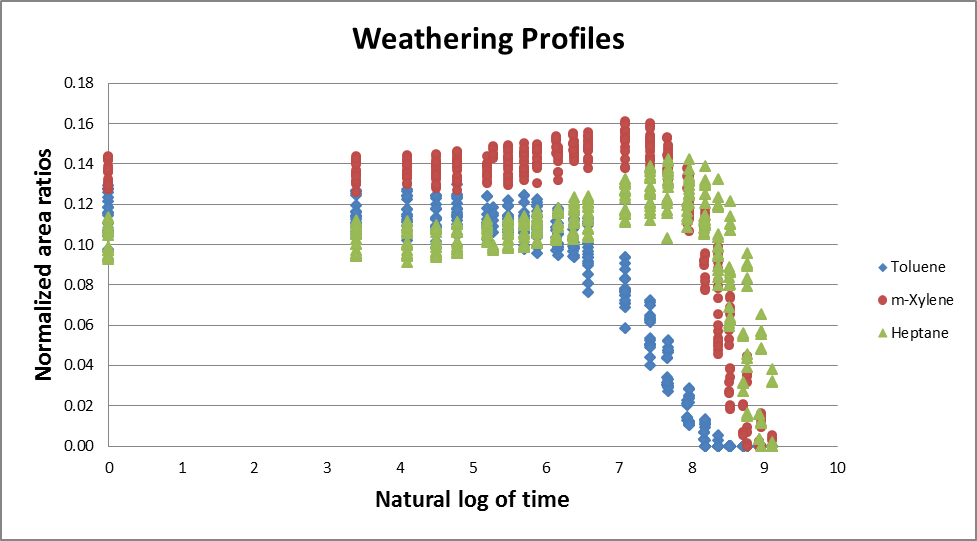 Weathering Profiles
0.18
0.16
0.14
0.12
0.10
0.08
0.06
0.04
0.02
0.00
Normalized area ratios
0 1 2 3 4 5 6 7 8 9 10
Natural log of time
Toluene
m-Xylene
Heptane